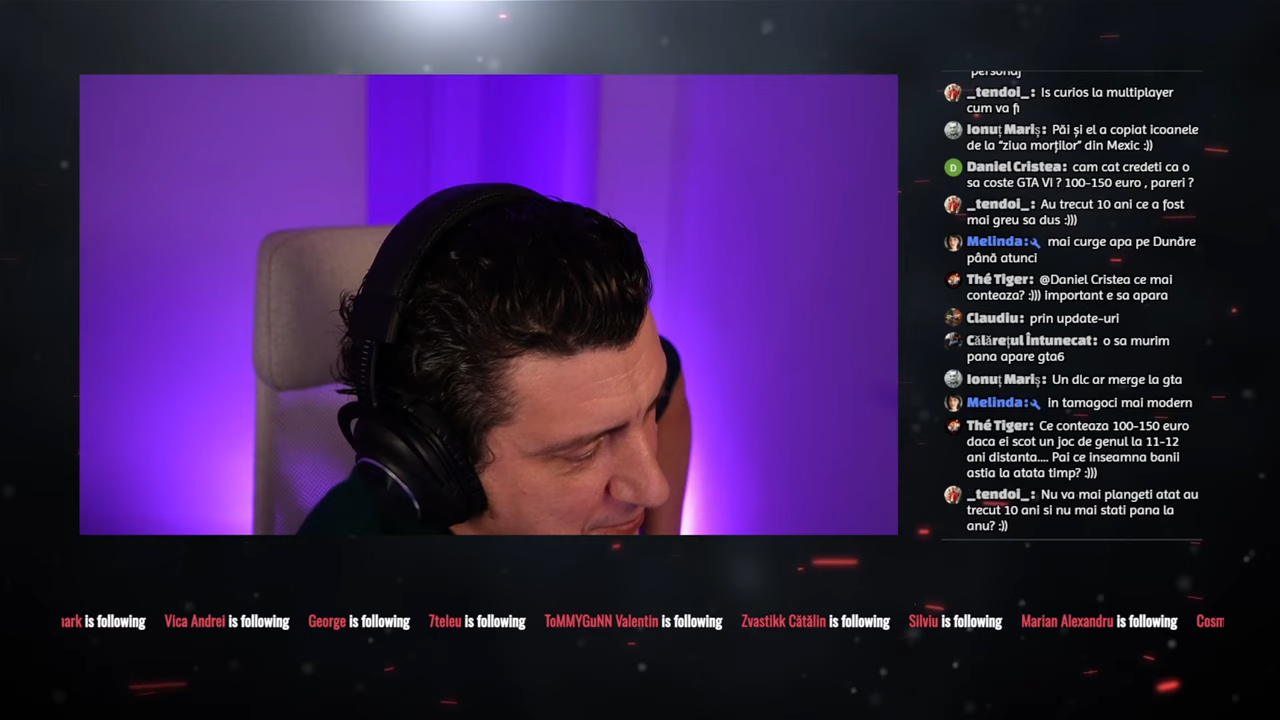 personaj
_tendoi_: Is curios la multiplayer
cum va fi
Ionuț Mariș: Păi și el a copiat icoanele
de la "ziua morților" din Mexic :))
D Daniel Cristea: cam cat credeti ca o
sa coste GTA VI ? 100-150 euro , pareri ?
_tendoi_: Au trecut 10 ani ce a fost
mai greu sa dus :)))
Melinda: mai curge apa pe Dunăre
până atunci
Thé Tiger: @Daniel Cristea ce mai
conteaza? :))) important e sa apara
Claudiu: prin update-uri
Călărețul Întunecat: o sa murim
pana apare gta6
Ionuț Mariș: Un dlc ar merge la gta
Melinda: in tamagoci mai modern
Thé Tiger: Ce conteaza 100-150 euro
daca ei scot un joc de genul la 11-12
ani distanta.... Pai ce inseamna banii
astia la atata timp? :)))
_tendoi_: Nu va mai plangeti atat au
trecut 10 ani si nu mai stati pana la
anu? :))
ark is following Vica Andrei is following George is following 7teleu is following ToMMYGuNN Valentin is following Zvastikk Cătălin is following Silviu is following Marian Alexandru is following Cosm